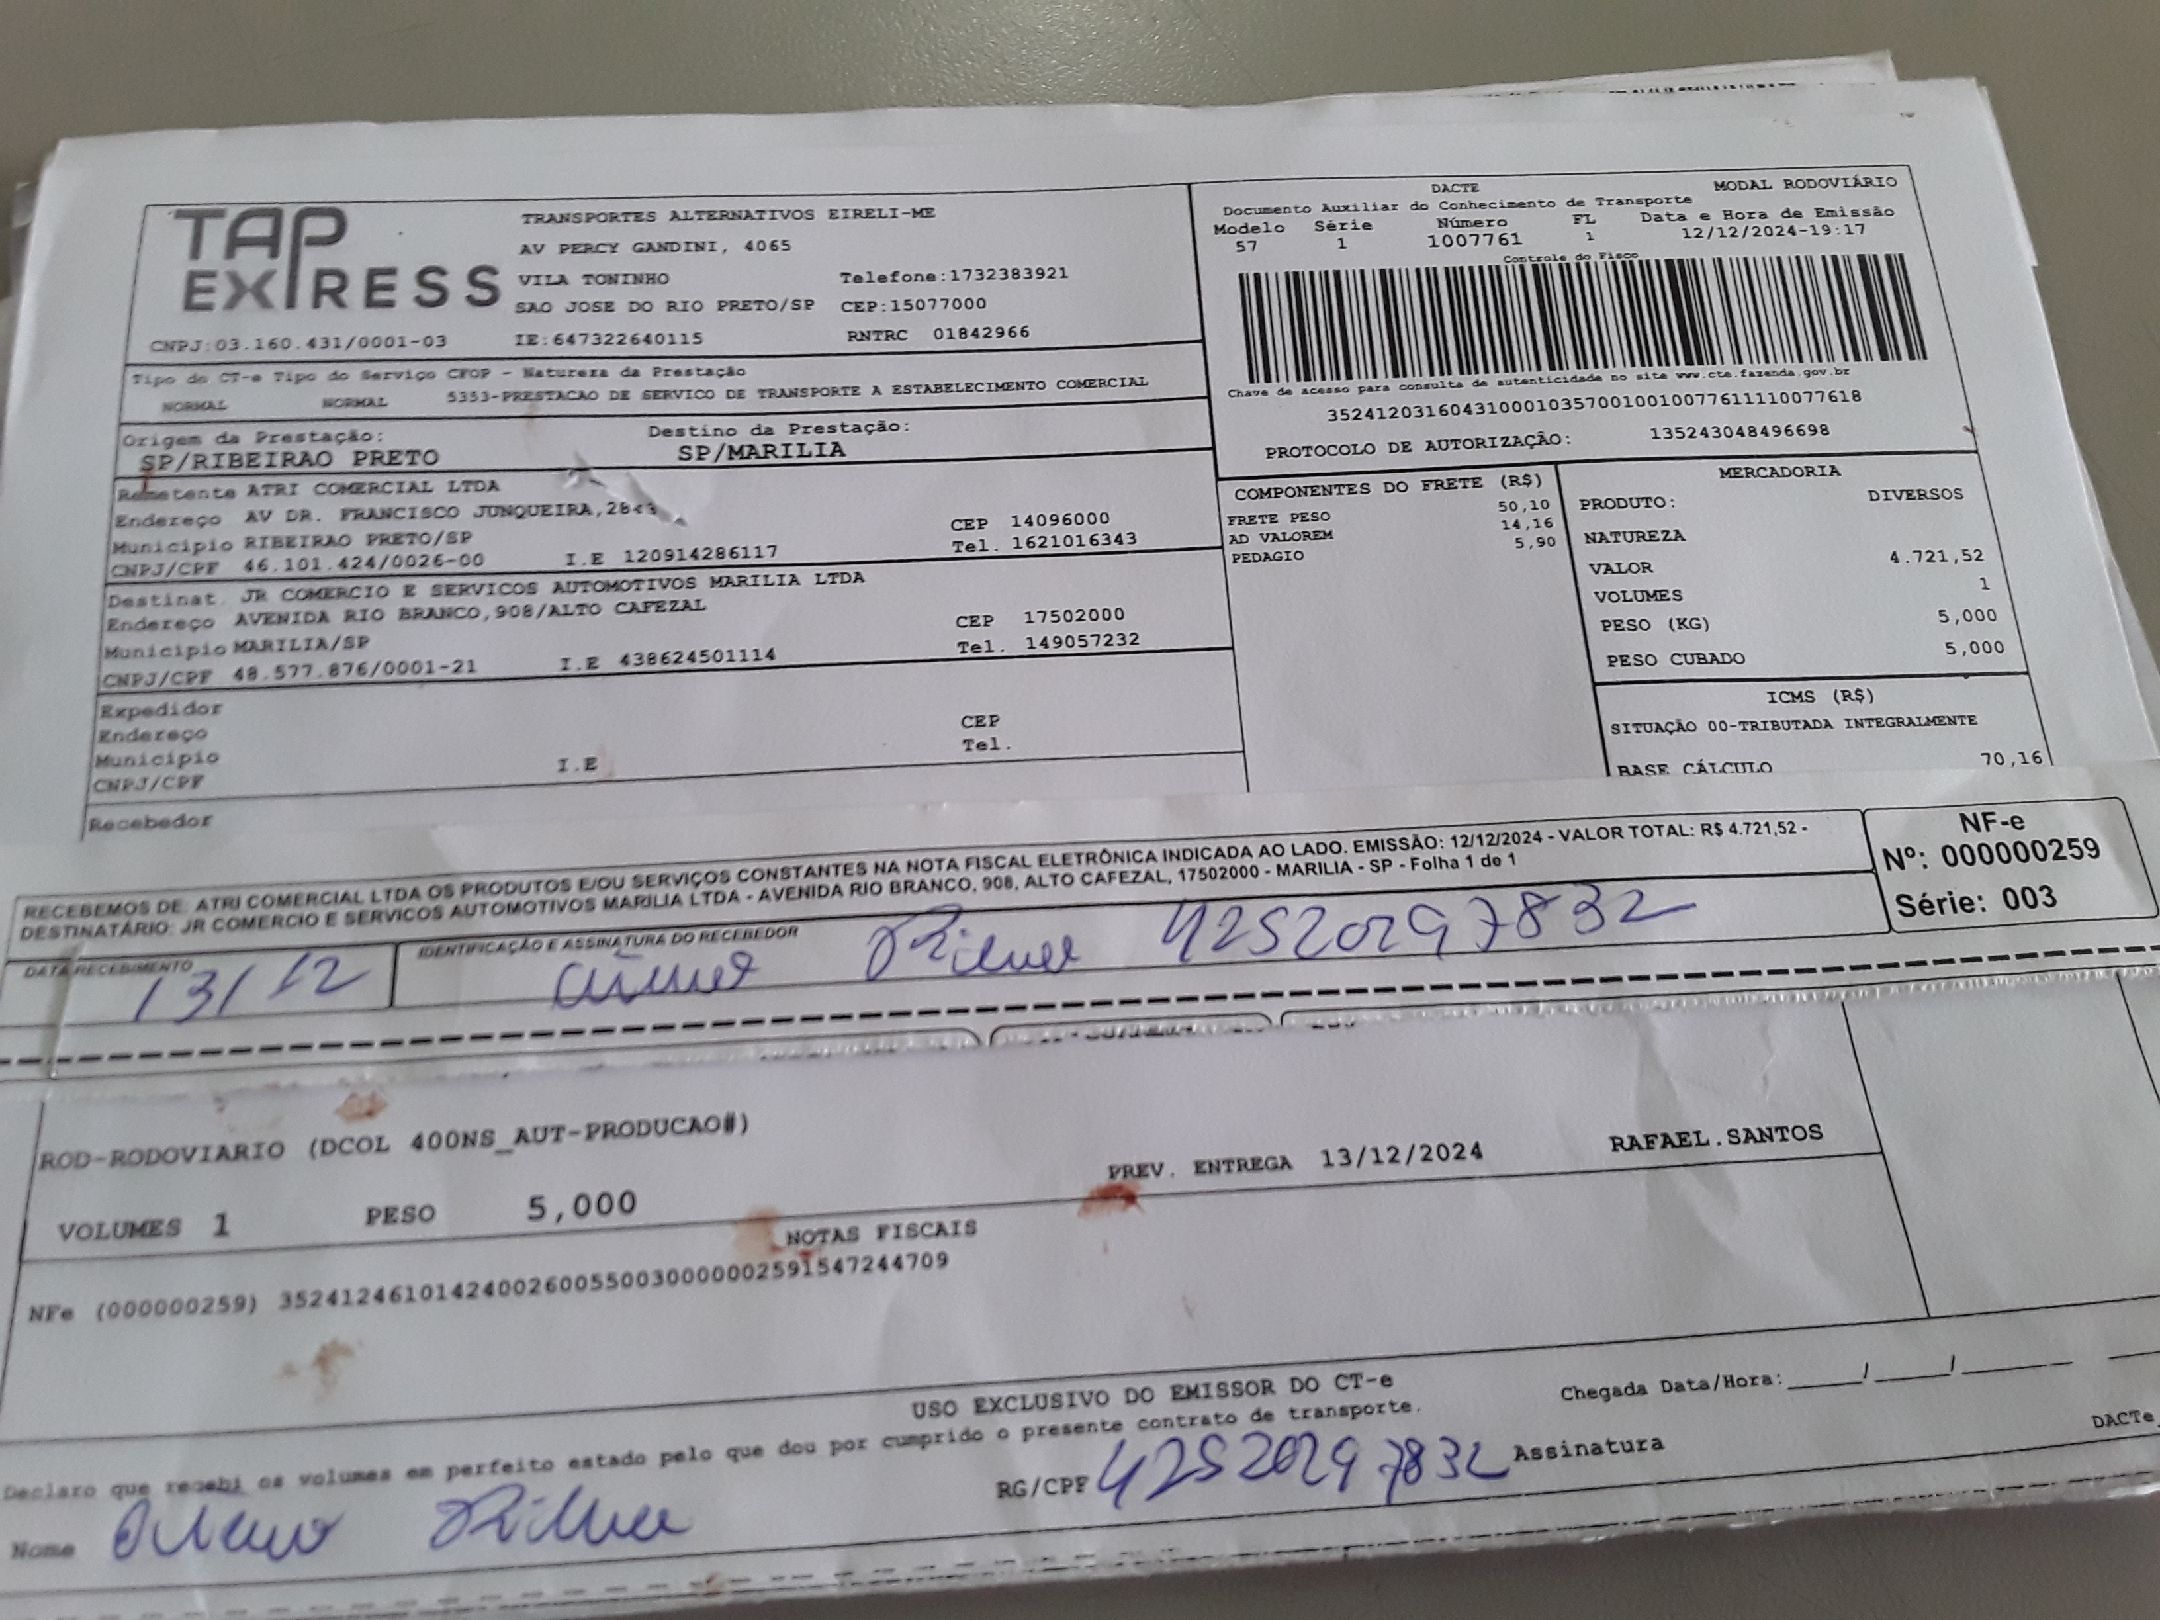 TAP EXPRESS
TRANSPORTES ALTERNATIVOS EIRELI-ME
AV PERCY GANDINI, 4065
VILA TONINHO Telefone:1732383921
SAO JOSE DO RIO PRETO/SP CEP:15077000
CNPJ:03.160.431/0001-03 IE:647322640115 RNTRC 01842966
DACTE MODAL RODOVIÁRIO
Documento Auxiliar do Conhecimento de Transporte
Modelo Série Número FL Data e Hora de Emissão
57 1 1007761 1 12/12/2024-19:17
Controle do Fisco
Chave de acesso para consulta de autenticidade no site www.cte.fazenda.gov.br
35241203160431000103570010010077611110077618
PROTOCOLO DE AUTORIZAÇÃO: 135243048496698
Tipo do CT-e Tipo do Serviço CFOP - Natureza da Prestação
NORMAL NORMAL 5353-PRESTACAO DE SERVICO DE TRANSPORTE A ESTABELECIMENTO COMERCIAL
Origem da Prestação: Destino da Prestação:
SP/RIBEIRAO PRETO SP/MARILIA
Remetente ATRI COMERCIAL LTDA
Endereço AV DR. FRANCISCO JUNQUEIRA, CEP 14096000
Município RIBEIRAO PRETO/SP Tel. 1621016343
CNPJ/CPF 46.101.424/0026-00 I.E 120914286117
Destinat. JR COMERCIO E SERVICOS AUTOMOTIVOS MARILIA LTDA
Endereço AVENIDA RIO BRANCO,908/ALTO CAFEZAL CEP 17502000
Município MARILIA/SP Tel. 149057232
CNPJ/CPF 48.577.876/0001-21 I.E 438624501114
Expedidor
Endereço CEP
Município Tel.
CNPJ/CPF I.E
Recebedor
COMPONENTES DO FRETE (R$)
FRETE PESO 50,10
AD VALOREM 14,16
PEDAGIO 5,90
MERCADORIA
PRODUTO: DIVERSOS
NATUREZA
VALOR 4.721,52
VOLUMES 1
PESO (KG) 5,000
PESO CUBADO 5,000
ICMS (R$)
SITUAÇÃO 00-TRIBUTADA INTEGRALMENTE
BASE CÁLCULO 70,16
RECEBEMOS DE: ATRI COMERCIAL LTDA OS PRODUTOS E/OU SERVIÇOS CONSTANTES NA NOTA FISCAL ELETRÔNICA INDICADA AO LADO. EMISSÃO: 12/12/2024 - VALOR TOTAL: R$ 4.721,52 -
DESTINATÁRIO: JR COMERCIO E SERVICOS AUTOMOTIVOS MARILIA LTDA - AVENIDA RIO BRANCO, 908, ALTO CAFEZAL, 17502000 - MARILIA - SP - Folha 1 de 1
NF-e
Nº: 000000259
Série: 003
DATA RECEBIMENTO IDENTIFICAÇÃO E ASSINATURA DO RECEBEDOR
13/12 42520297832
ROD-RODOVIARIO (DCOL 400NS_AUT-PRODUCAO#)
PREV. ENTREGA 13/12/2024 RAFAEL.SANTOS
VOLUMES 1 PESO 5,000
NOTAS FISCAIS
NFe (000000259) 35241246101424002600550030000002591547244709
USO EXCLUSIVO DO EMISSOR DO CT-e
Declaro que recebi os volumes em perfeito estado pelo que dou por cumprido o presente contrato de transporte.
Chegada Data/Hora:_____/_____/_______
Nome RG/CPF 42520297832 Assinatura
DACTe